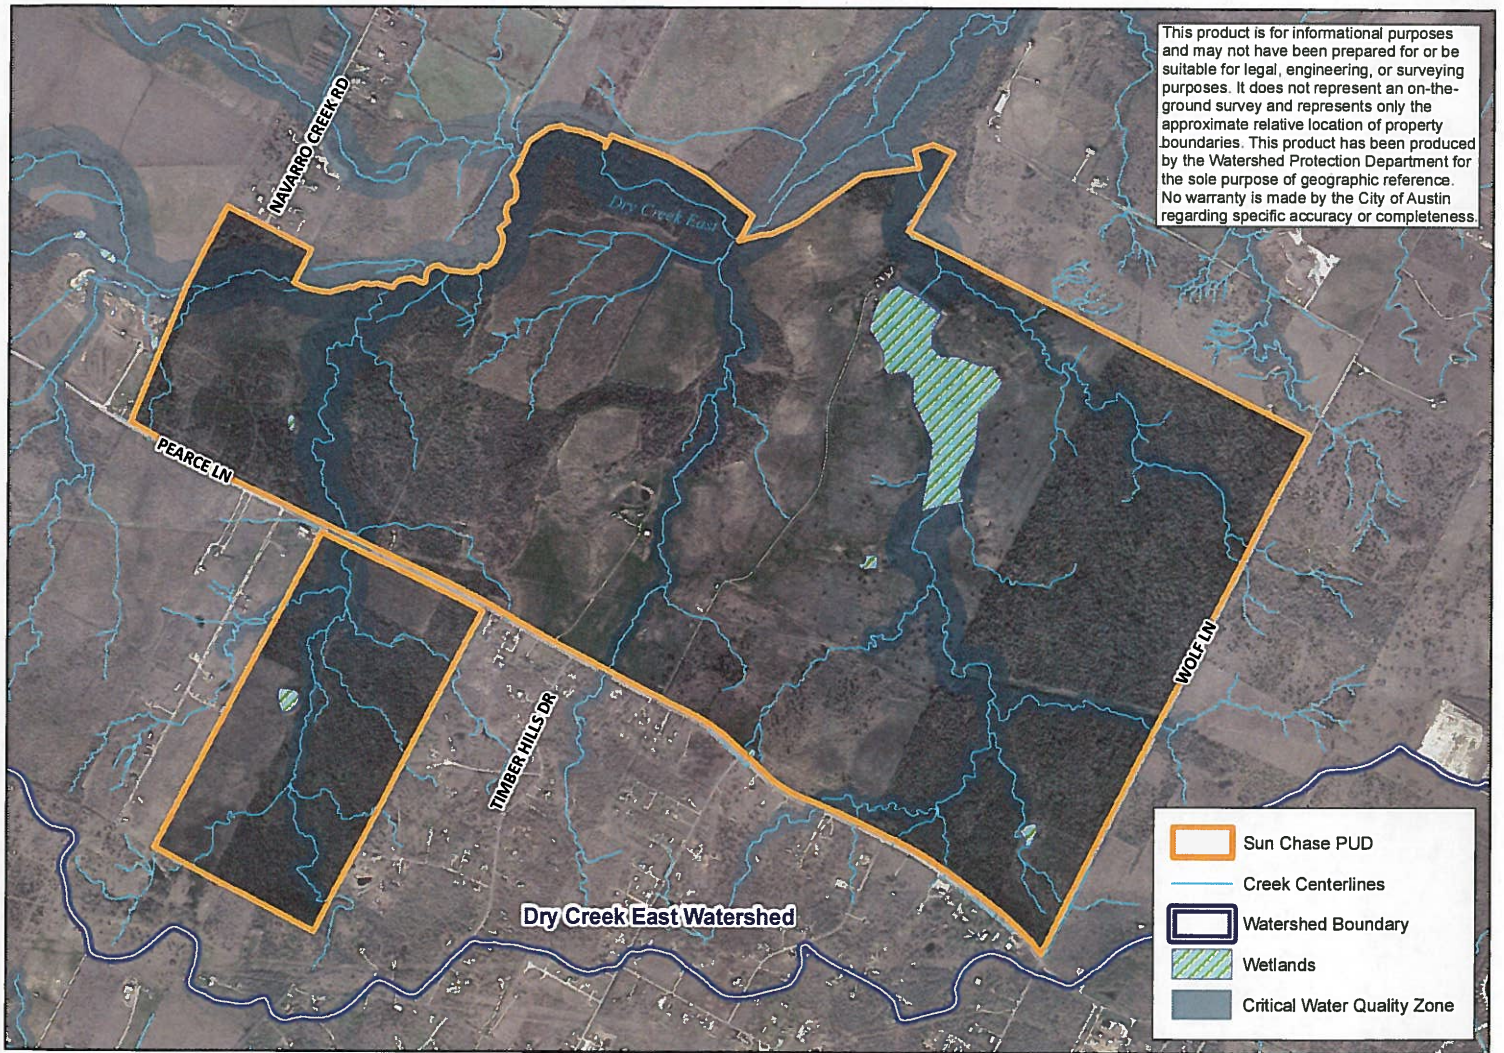 This product is for informational purposes
and may not have been prepared for or be
suitable for legal, engineering, or surveying
purposes. It does not represent an on-the-
ground survey and represents only the
approximate relative location of property
boundaries. This product has been produced
by the Watershed Protection Department for
the sole purpose of geographic reference.
No warranty is made by the City of Austin
regarding specific accuracy or completeness.
NAVARRO CREEK RD
Dry Creek East
PEARCE LN
WOLF LN
TIMBER HILLS DR
Dry Creek East Watershed
Sun Chase PUD
Creek Centerlines
Watershed Boundary
Wetlands
Critical Water Quality Zone